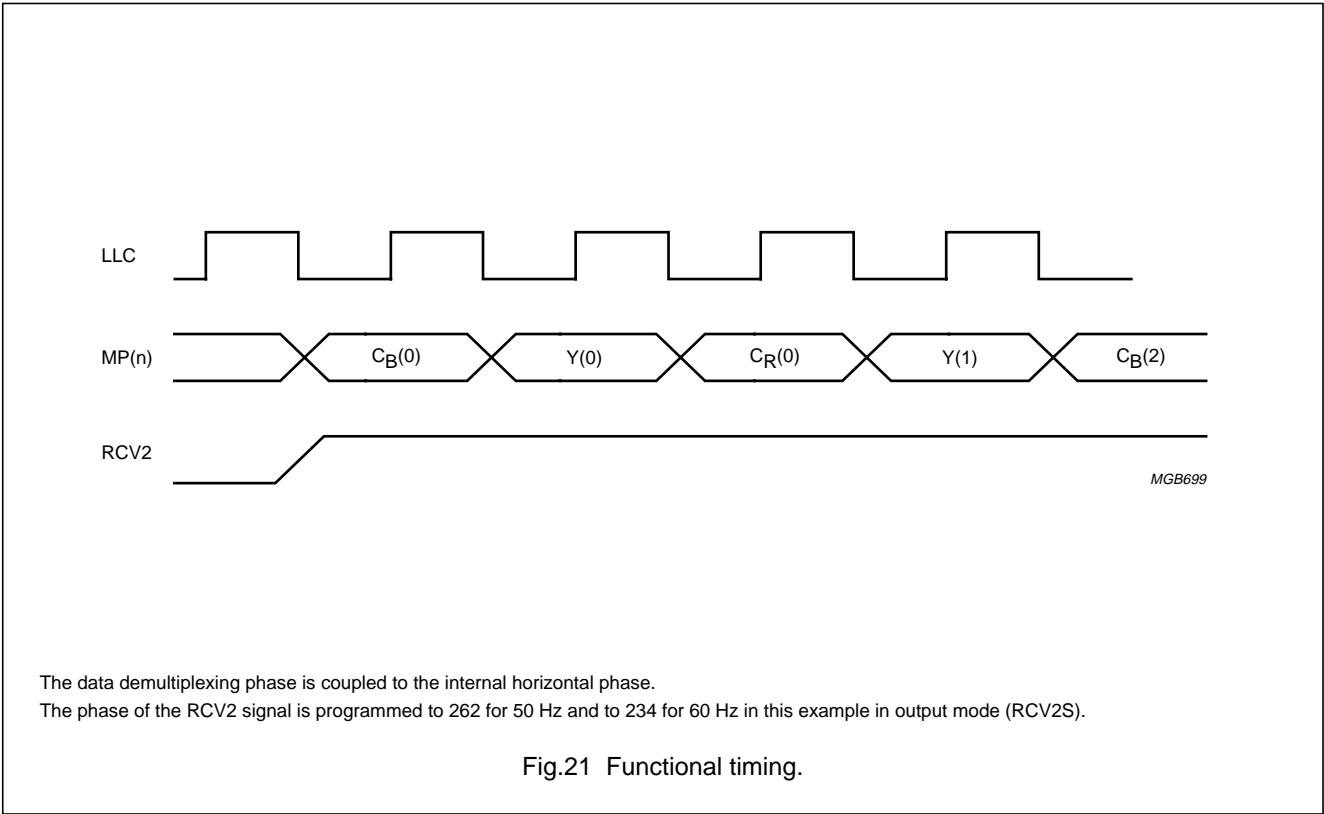 LLC
MP(n) CB(0) Y(0) CR(0) Y(1) CB(2)
RCV2
MGB699
The data demultiplexing phase is coupled to the internal horizontal phase.
The phase of the RCV2 signal is programmed to 262 for 50 Hz and to 234 for 60 Hz in this example in output mode (RCV2S).
Fig.21 Functional timing.